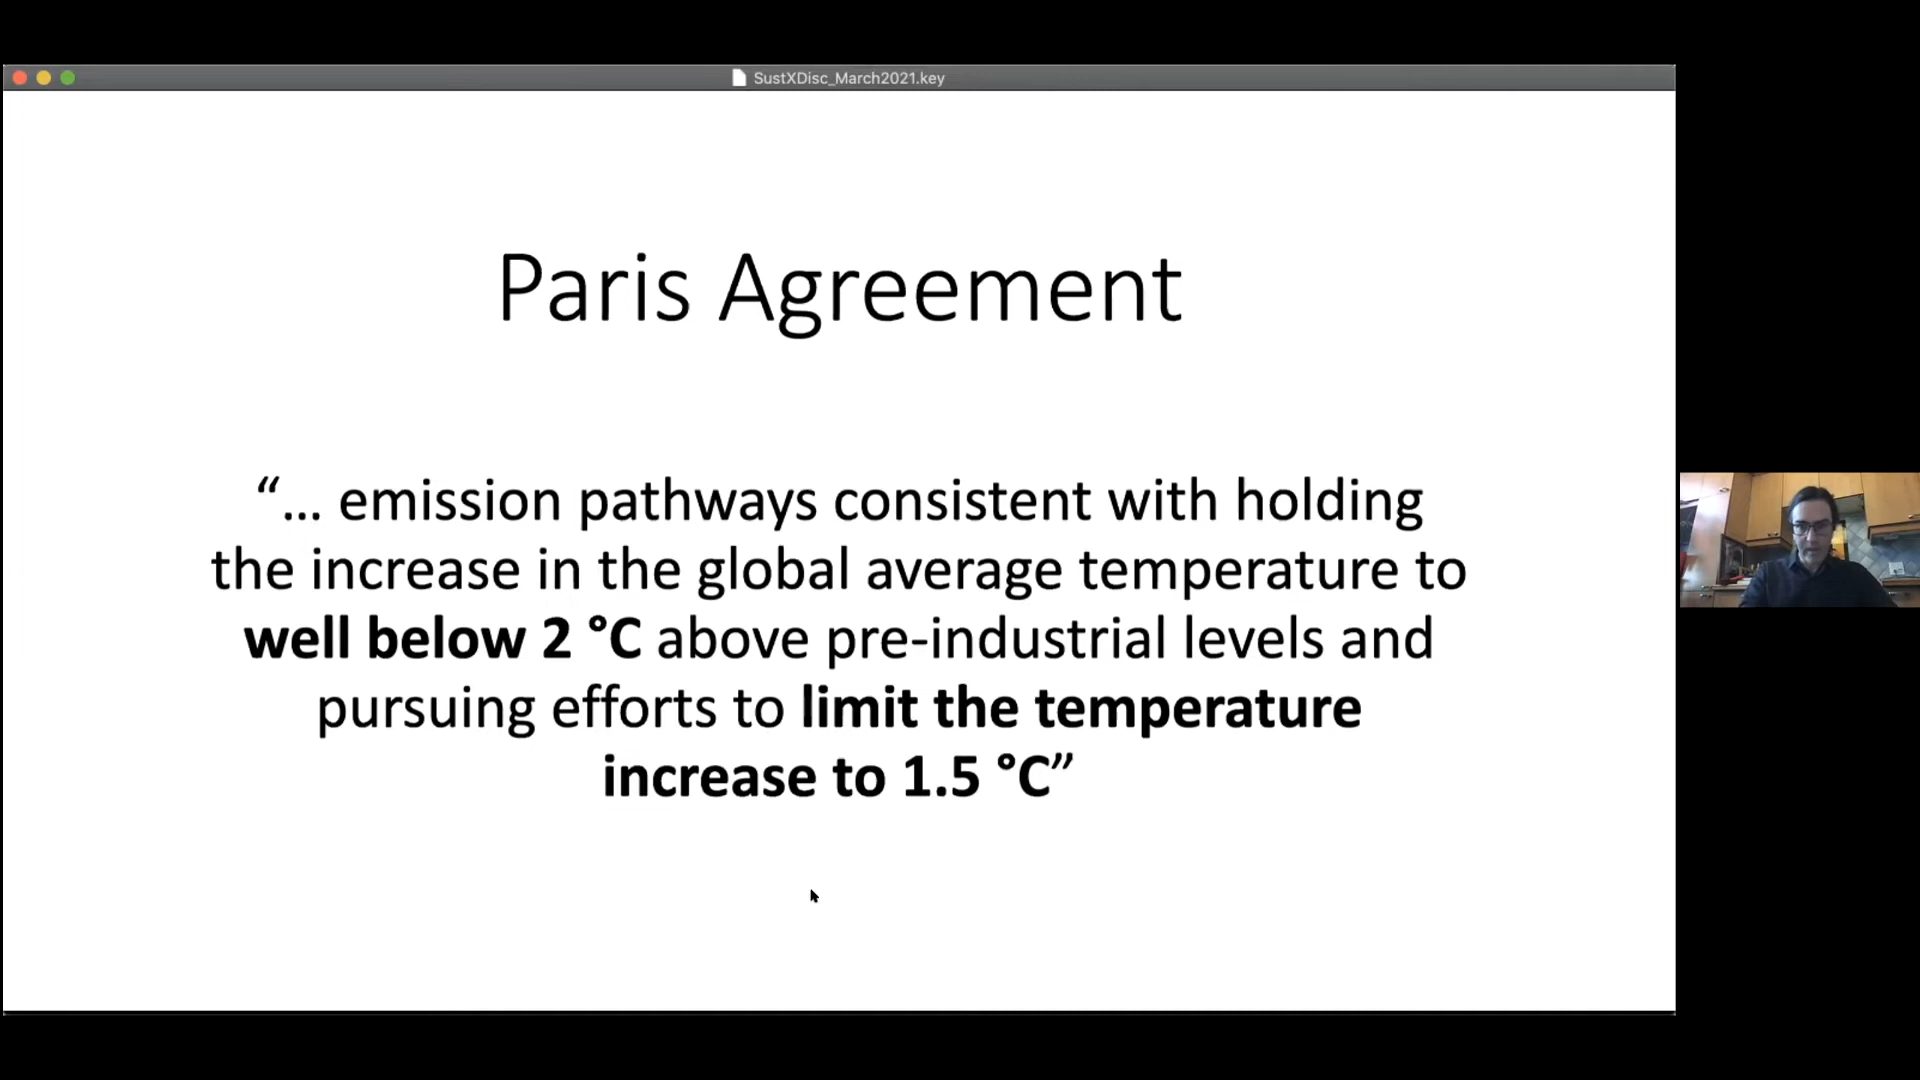 SustXDisc_March2021.key
Paris Agreement
“... emission pathways consistent with holding
the increase in the global average temperature to
well below 2 °C above pre-industrial levels and
pursuing efforts to limit the temperature
increase to 1.5 °C”